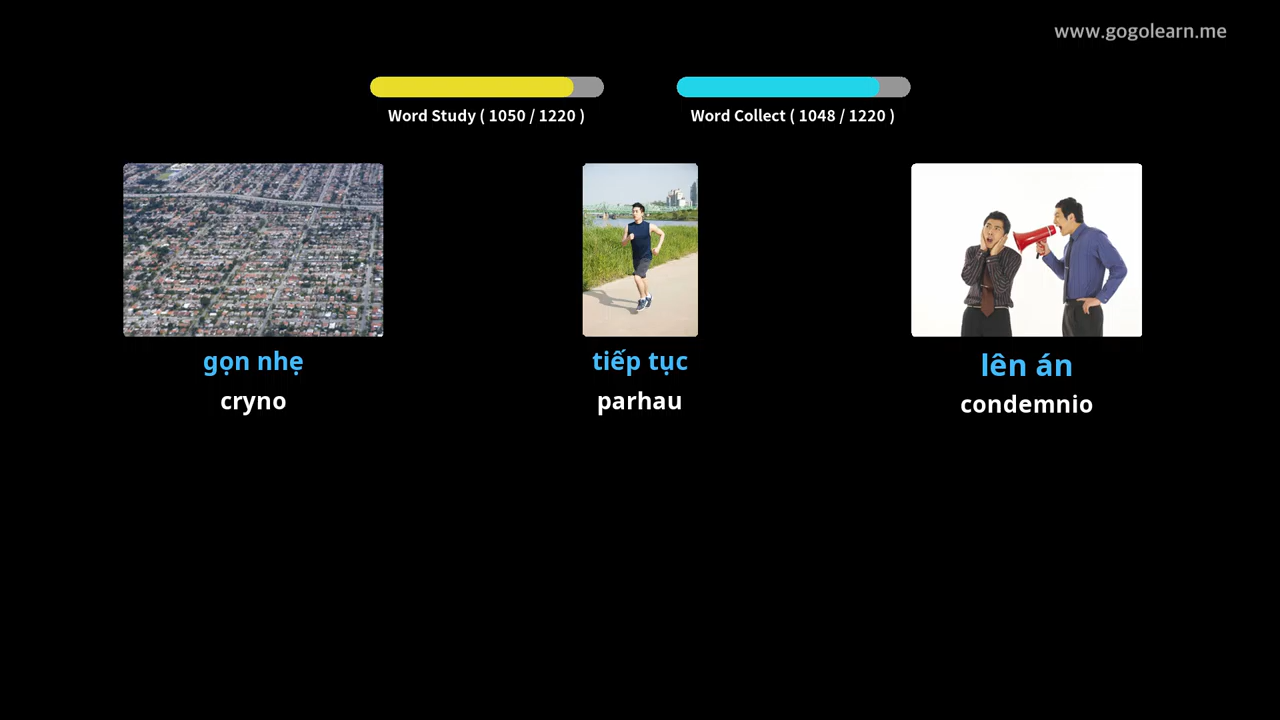 www.gogolearn.me
Word Study ( 1050 / 1220 )
Word Collect ( 1048 / 1220 )
gọn nhẹ
cryno
tiếp tục
parhau
lên án
condemnio